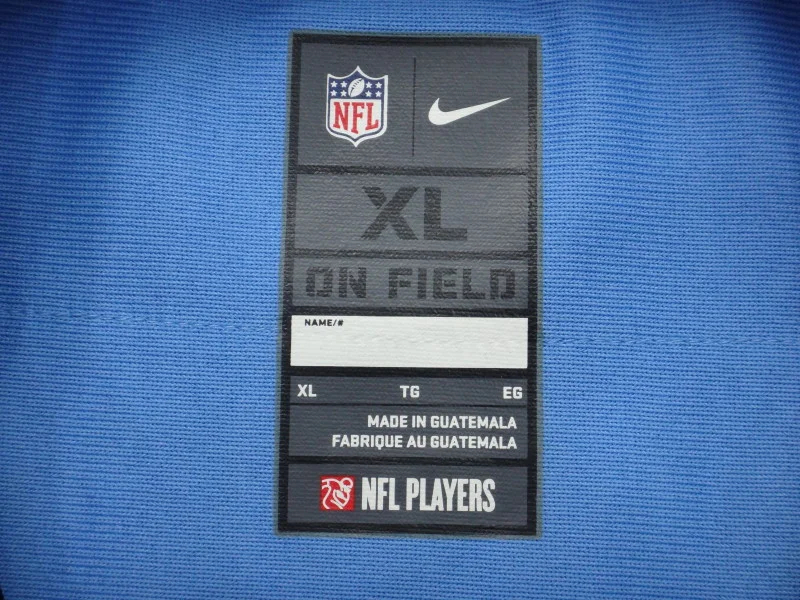 NFL
XL
ON FIELD
NAME/#
XL TG EG
MADE IN GUATEMALA
FABRIQUE AU GUATEMALA
NFL PLAYERS